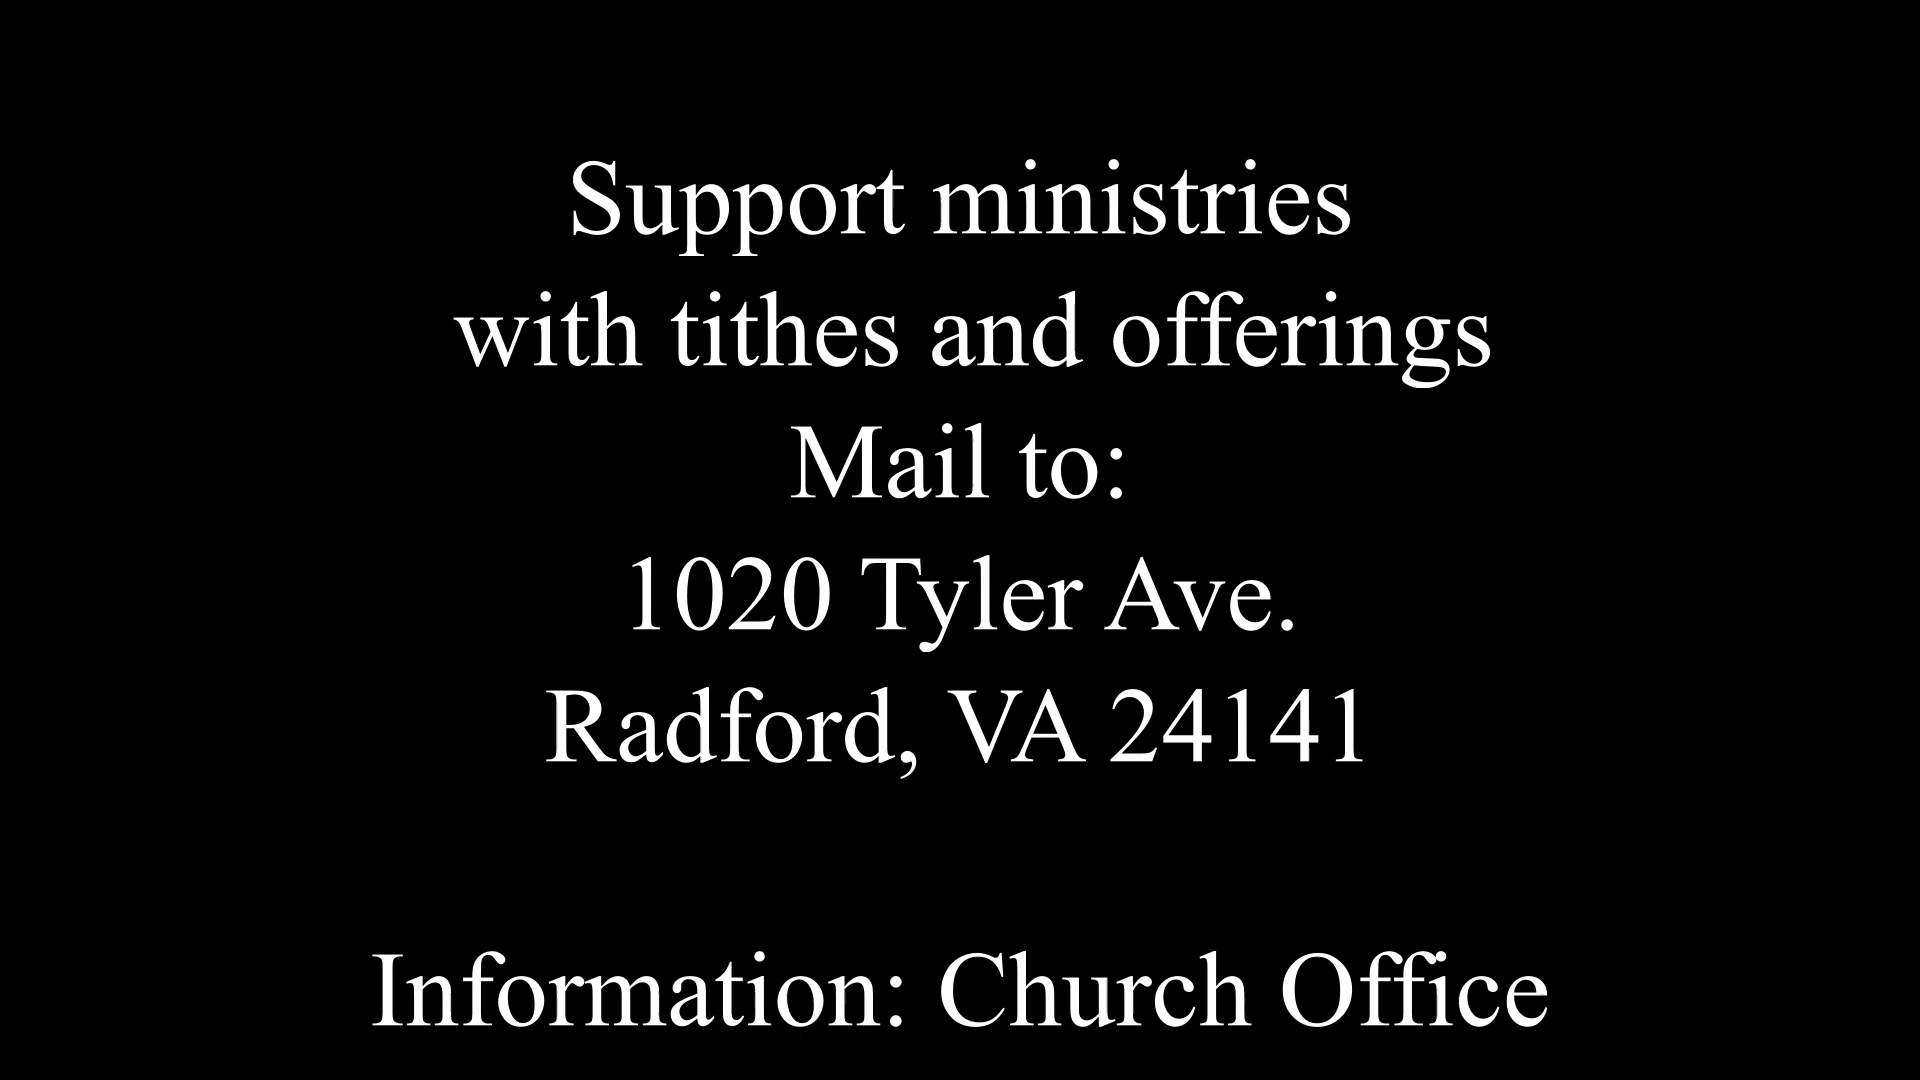 Support ministries
with tithes and offerings
Mail to:
1020 Tyler Ave.
Radford, VA 24141
Information: Church Office